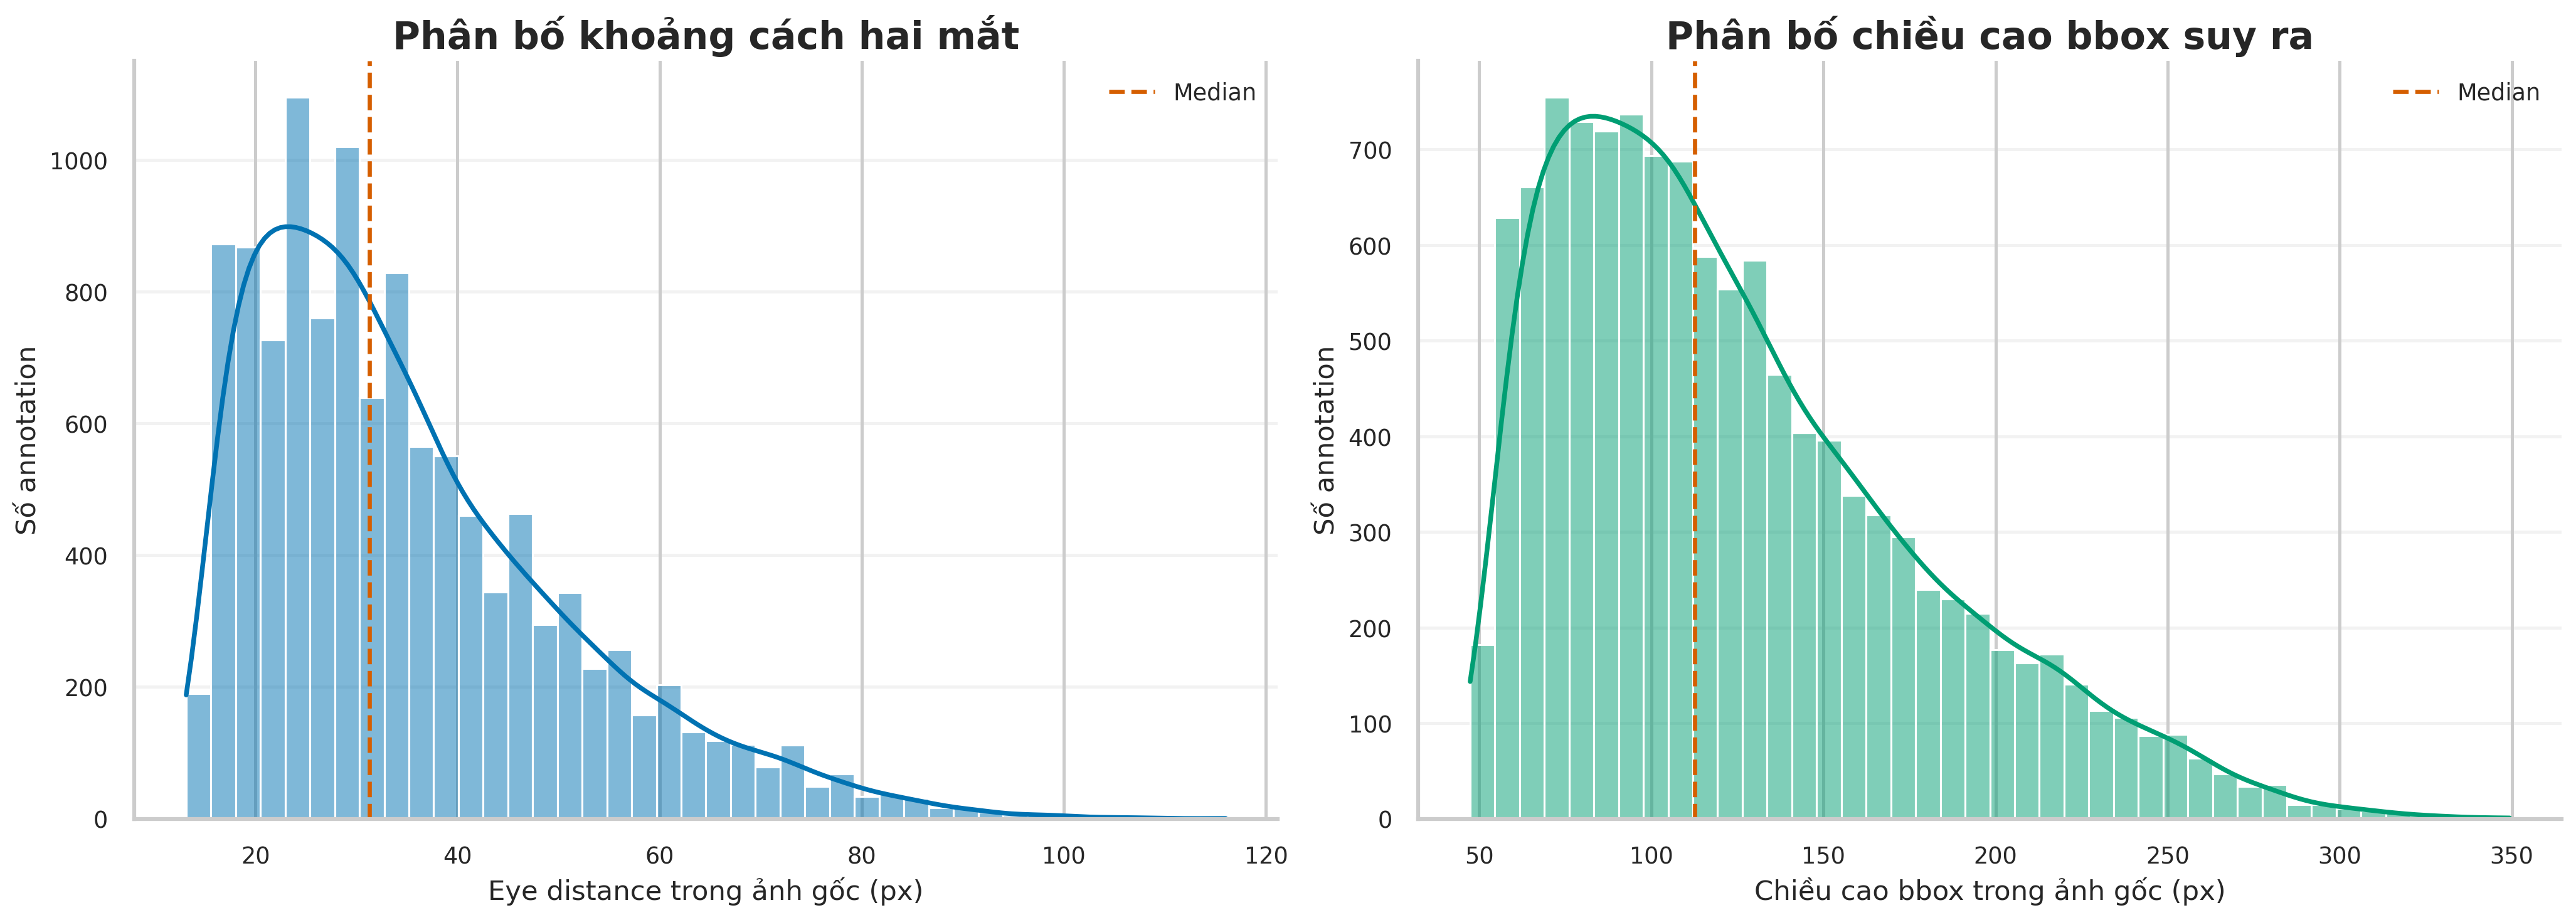 Phân bố khoảng cách hai mắt
Median
1000
800
600
400
200
0
Số annotation
20 40 60 80 100 120
Eye distance trong ảnh gốc (px)
Phân bố chiều cao bbox suy ra
Median
700
600
500
400
300
200
100
0
Số annotation
50 100 150 200 250 300 350
Chiều cao bbox trong ảnh gốc (px)